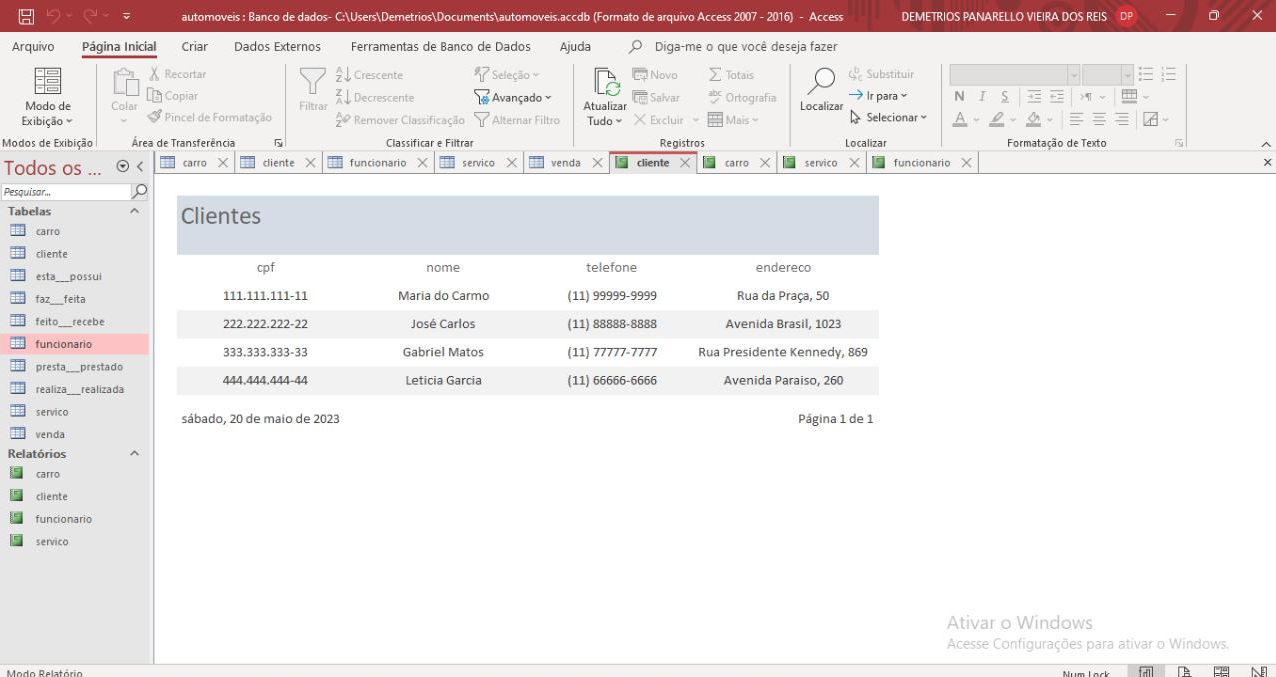 automoveis : Banco de dados- C:\Users\Demetrios\Documents\automoveis.accdb (Formato de arquivo Access 2007 - 2016) - Access
DEMETRIOS PANARELLO VIEIRA DOS REIS DP
Arquivo Página Inicial Criar Dados Externos Ferramentas de Banco de Dados Ajuda Diga-me o que você deseja fazer
Modo de Exibição
Modos de Exibição
Colar
Recortar
Copiar
Pincel de Formatação
Área de Transferência
Filtrar
Crescente
Decrescente
Remover Classificação
Seleção
Avançado
Alternar Filtro
Classificar e Filtrar
Atualizar
Tudo
Novo
Salvar
Excluir
Totais
Ortografia
Mais
Registros
Localizar
Substituir
Ir para
Selecionar
Localizar
N I S
Formatação de Texto
Todos os ...
Pesquisar...
Tabelas
carro
cliente
esta___possui
faz___feita
feito___recebe
funcionario
presta___prestado
realiza___realizada
servico
venda
Relatórios
carro
cliente
funcionario
servico
carro cliente funcionario servico venda cliente carro servico funcionario
Clientes
cpf nome telefone endereco
111.111.111-11 Maria do Carmo (11) 99999-9999 Rua da Praça, 50
222.222.222-22 José Carlos (11) 88888-8888 Avenida Brasil, 1023
333.333.333-33 Gabriel Matos (11) 77777-7777 Rua Presidente Kennedy, 869
444.444.444-44 Leticia Garcia (11) 66666-6666 Avenida Paraiso, 260
sábado, 20 de maio de 2023 Página 1 de 1
Ativar o Windows
Acesse Configurações para ativar o Windows.
Modo Relatório Num Lock